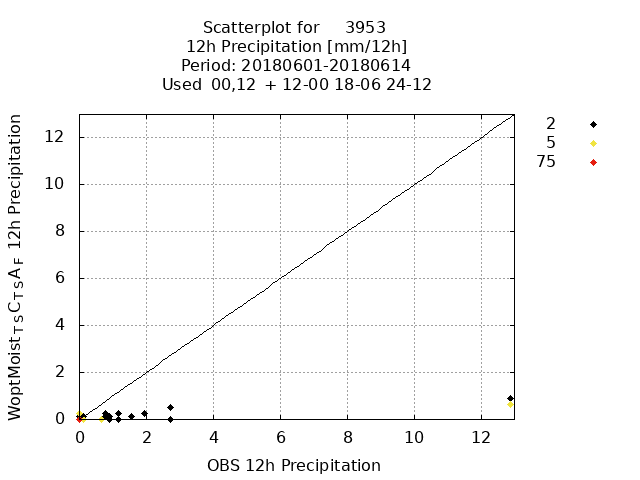 Scatterplot for 3953
12h Precipitation [mm/12h]
Period: 20180601-20180614
Used 00,12 + 12-00 18-06 24-12
2
5
75
12
10
8
6
4
2
0
0 2 4 6 8 10 12
WoptMoistTSCTSAF 12h Precipitation
OBS 12h Precipitation